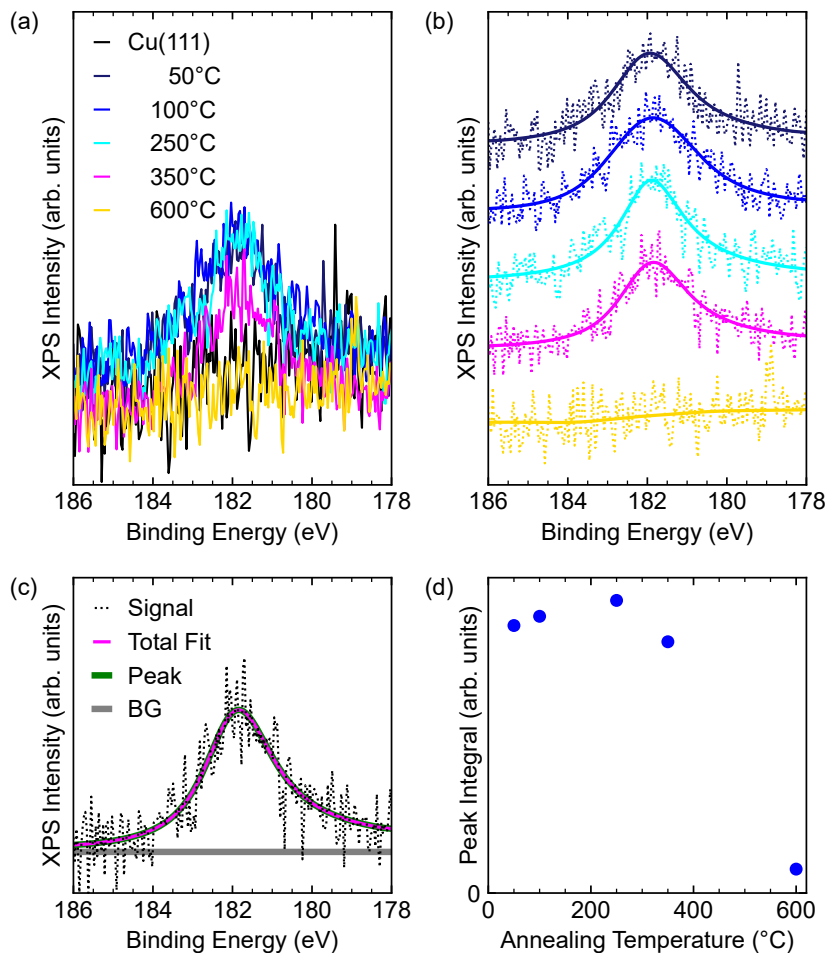 (a)
Cu(111)
50°C
100°C
250°C
350°C
600°C
XPS Intensity (arb. units)
186 184 182 180 178
Binding Energy (eV)
(b)
XPS Intensity (arb. units)
186 184 182 180 178
Binding Energy (eV)
(c)
Signal
Total Fit
Peak
BG
XPS Intensity (arb. units)
186 184 182 180 178
Binding Energy (eV)
(d)
Peak Integral (arb. units)
0
0 200 400 600
Annealing Temperature (°C)